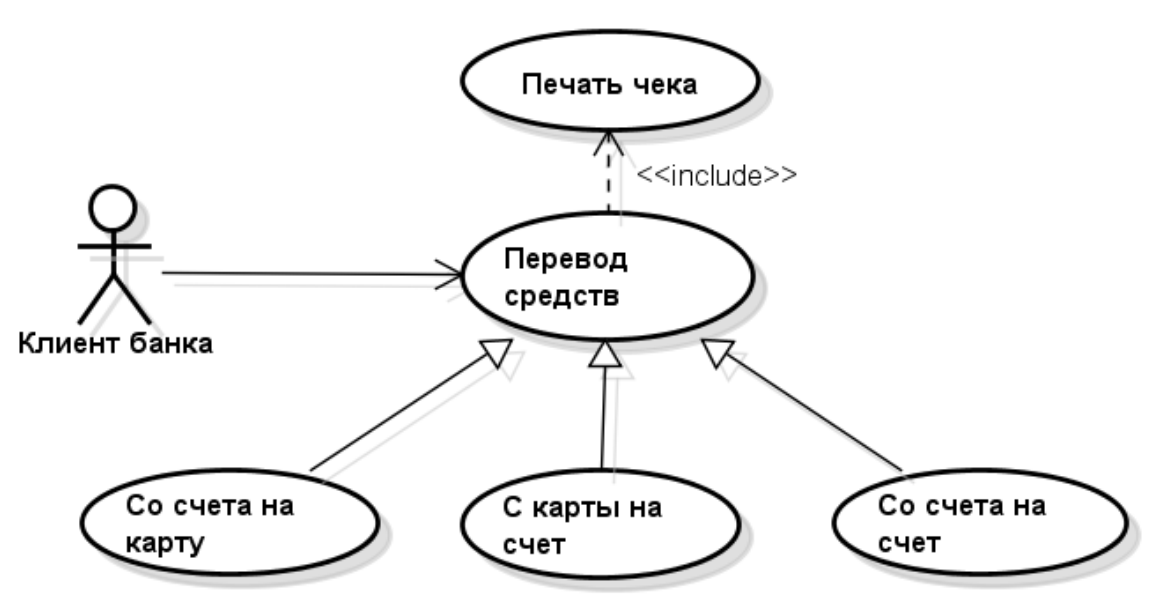 Печать чека
<<include>>
Перевод
средств
Клиент банка
Со счета на
карту
С карты на
счет
Со счета на
счет